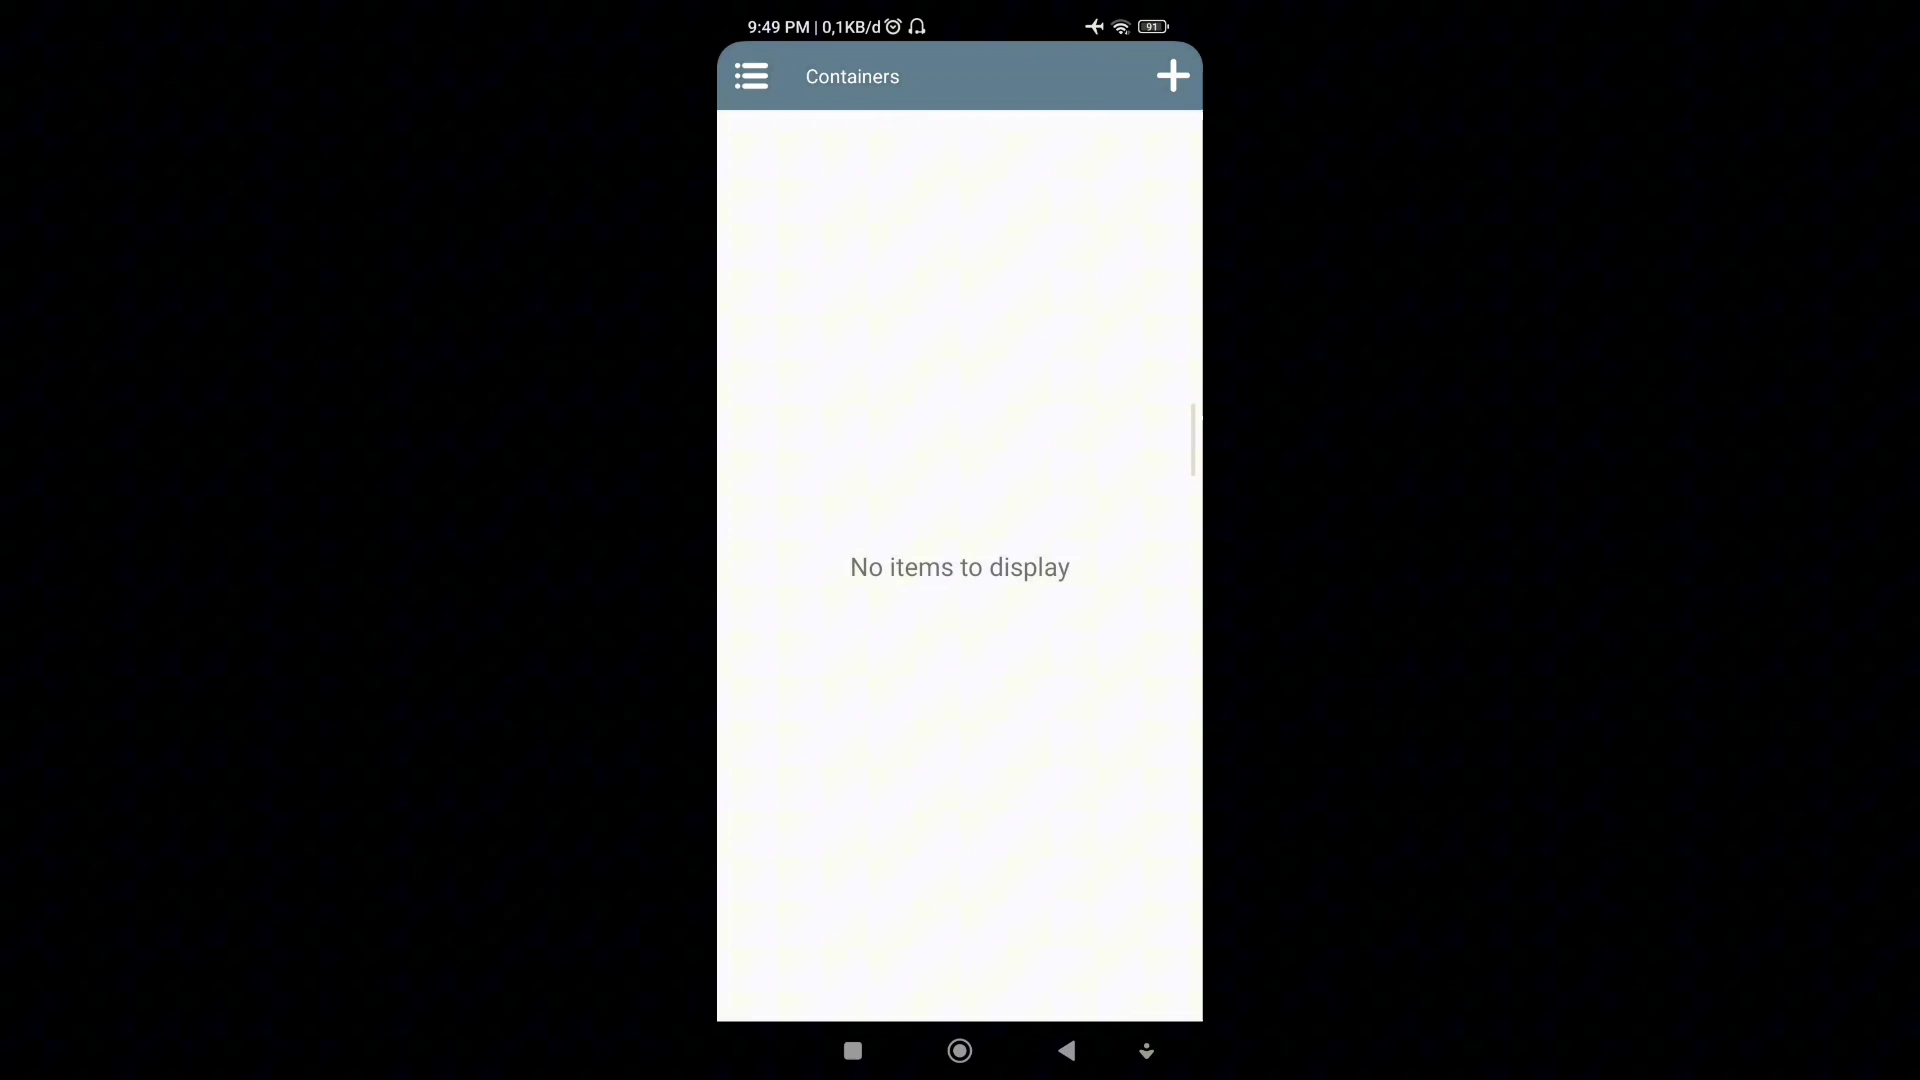 9:49 PM | 0,1KB/d
91
Containers
No items to display